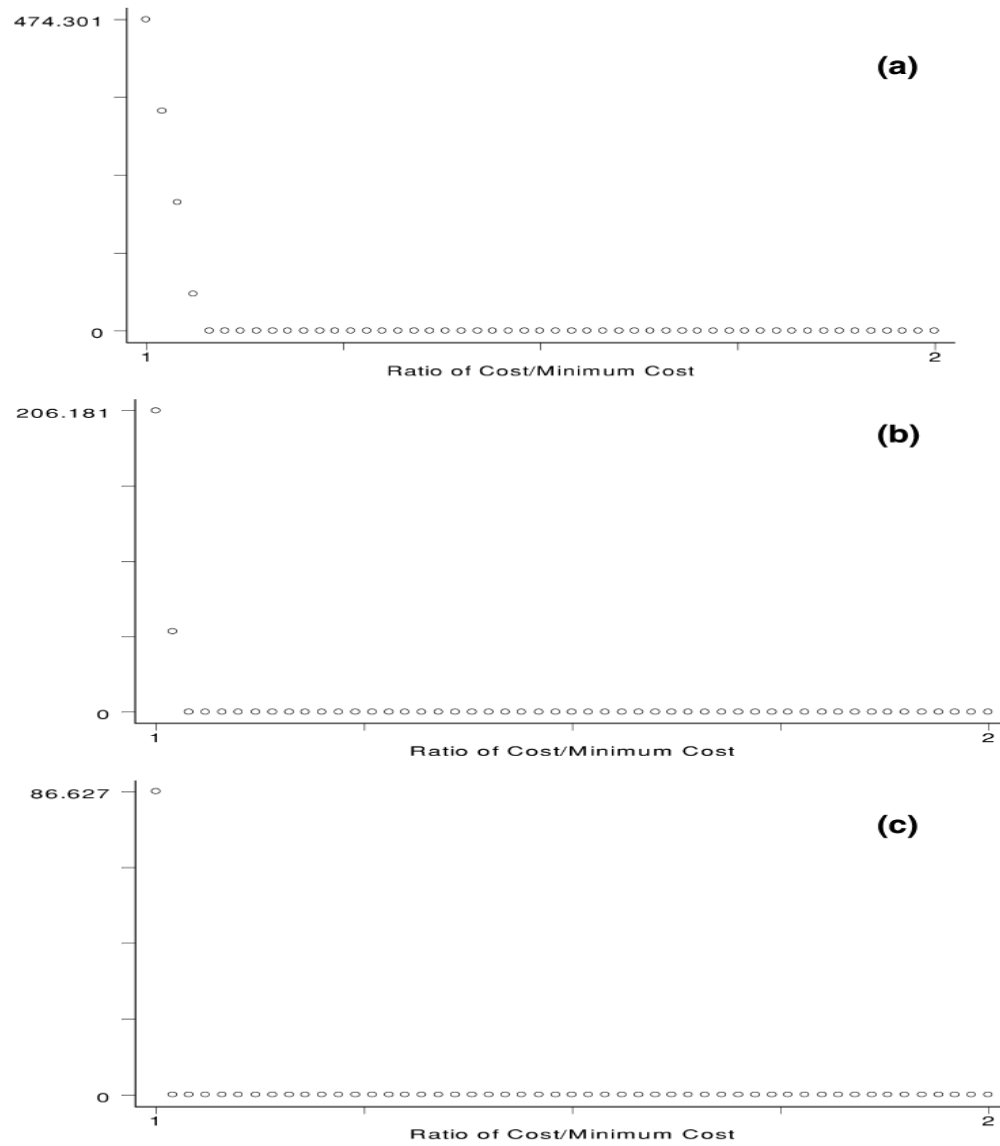 474.301
(a)
0
1 2
Ratio of Cost/Minimum Cost
206.181
(b)
0
1 2
Ratio of Cost/Minimum Cost
86.627
(c)
0
1 2
Ratio of Cost/Minimum Cost